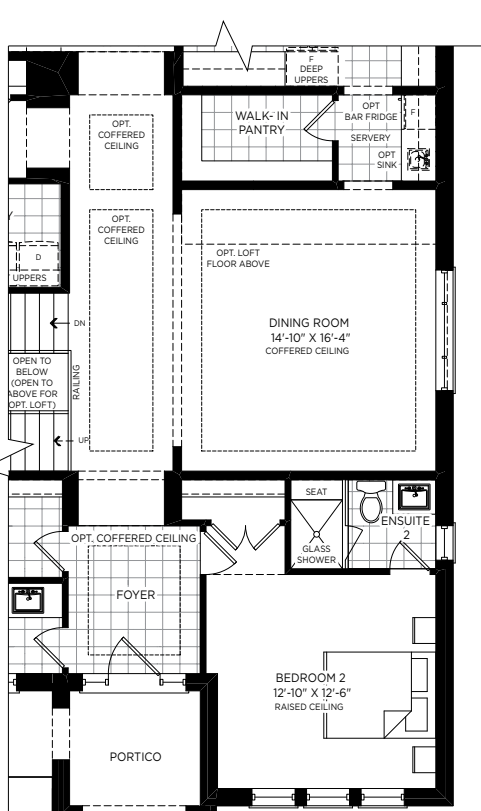 F
DEEP
UPPERS
OPT.
COFFERED
CEILING
WALK-IN
PANTRY
OPT
BAR FRIDGE
F
SERVERY
OPT
SINK
Y
D
UPPERS
OPT.
COFFERED
CEILING
OPT. LOFT
FLOOR ABOVE
DINING ROOM
14'-10" X 16'-4"
COFFERED CEILING
DN
OPEN TO
BELOW
(OPEN TO
ABOVE FOR
OPT. LOFT)
RAILING
UP
SEAT
GLASS
SHOWER
ENSUITE
2
OPT. COFFERED CEILING
FOYER
BEDROOM 2
12'-10" X 12'-6"
RAISED CEILING
PORTICO